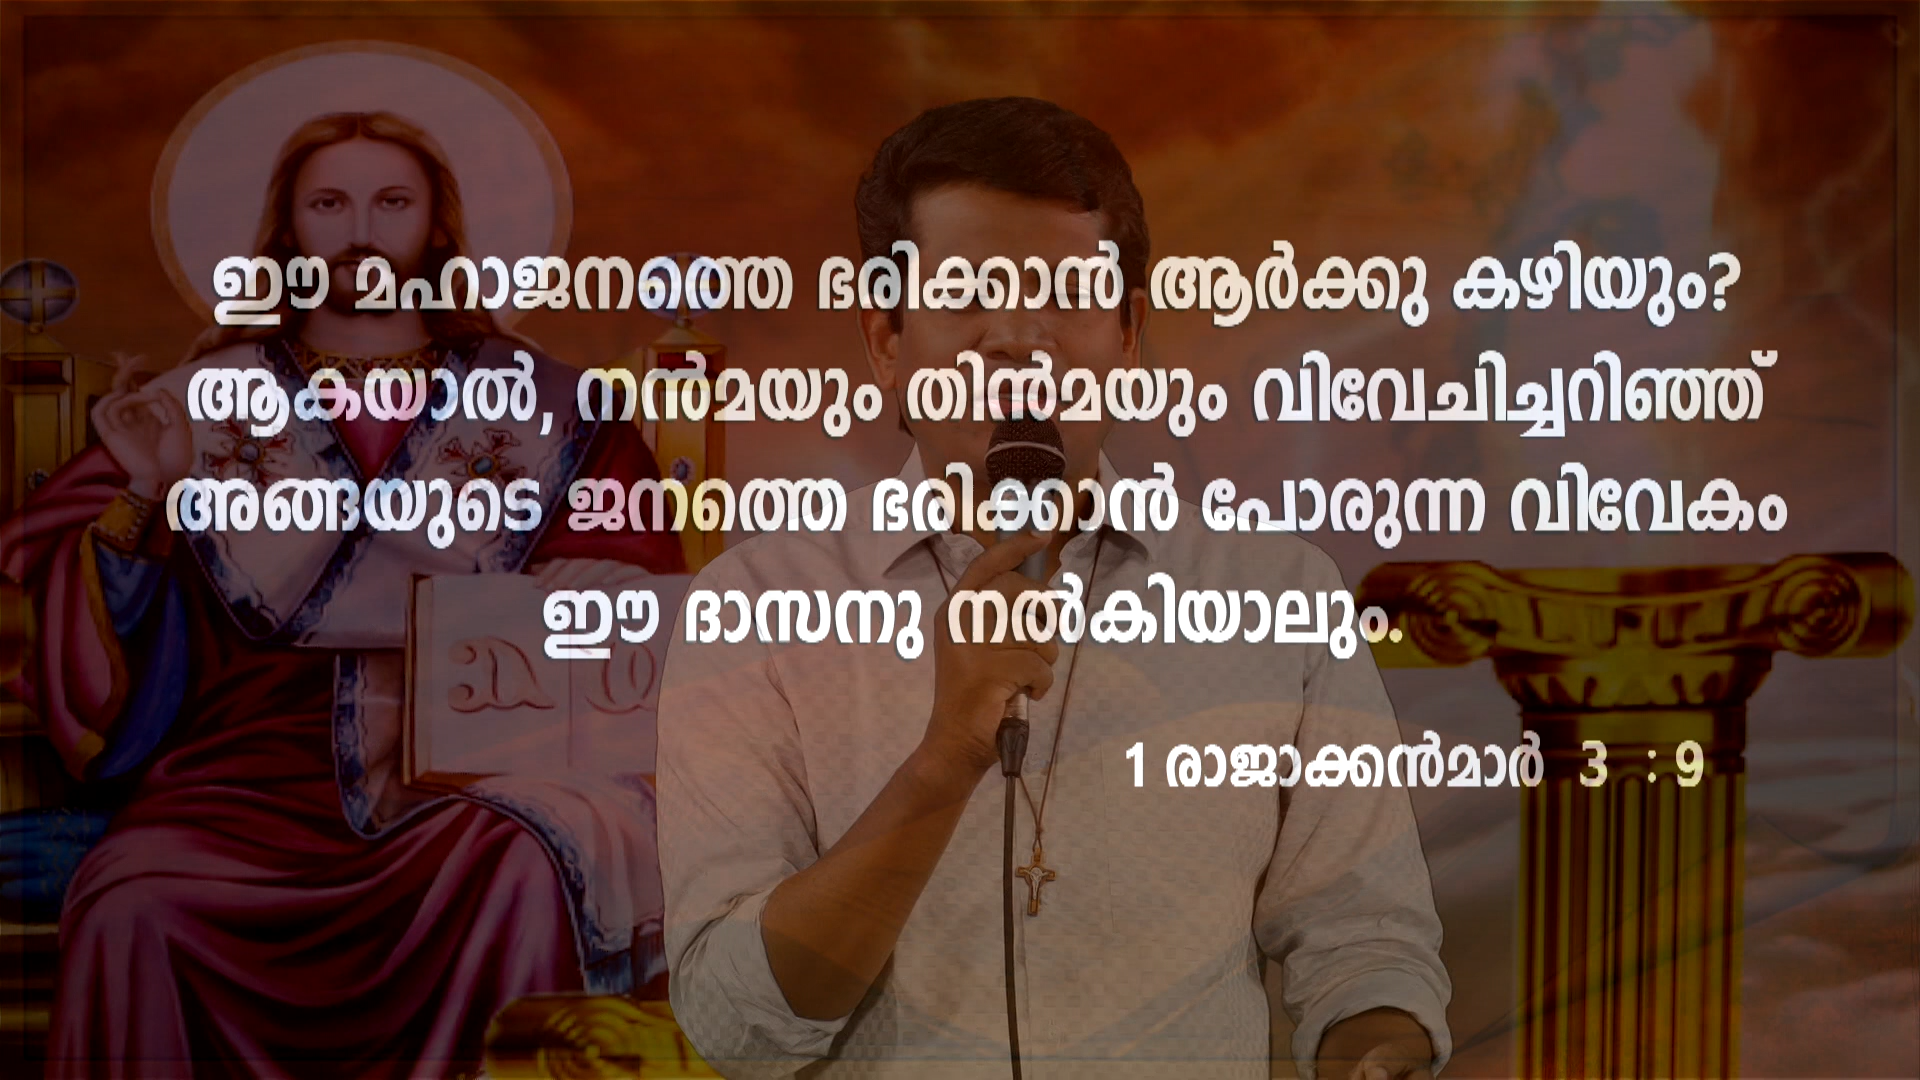 ഈ മഹാജനത്തെ ഭരിക്കാൻ ആർക്കു കഴിയും?
ആകയാൽ, നൻമയും തിൻമയും വിവേചിച്ചറിഞ്ഞ്
അങ്ങയുടെ ജനത്തെ ഭരിക്കാൻ പോരുന്ന വിവേകം
ഈ ദാസനു നൽകിയാലും.
1 രാജാക്കൻമാർ 3 : 9